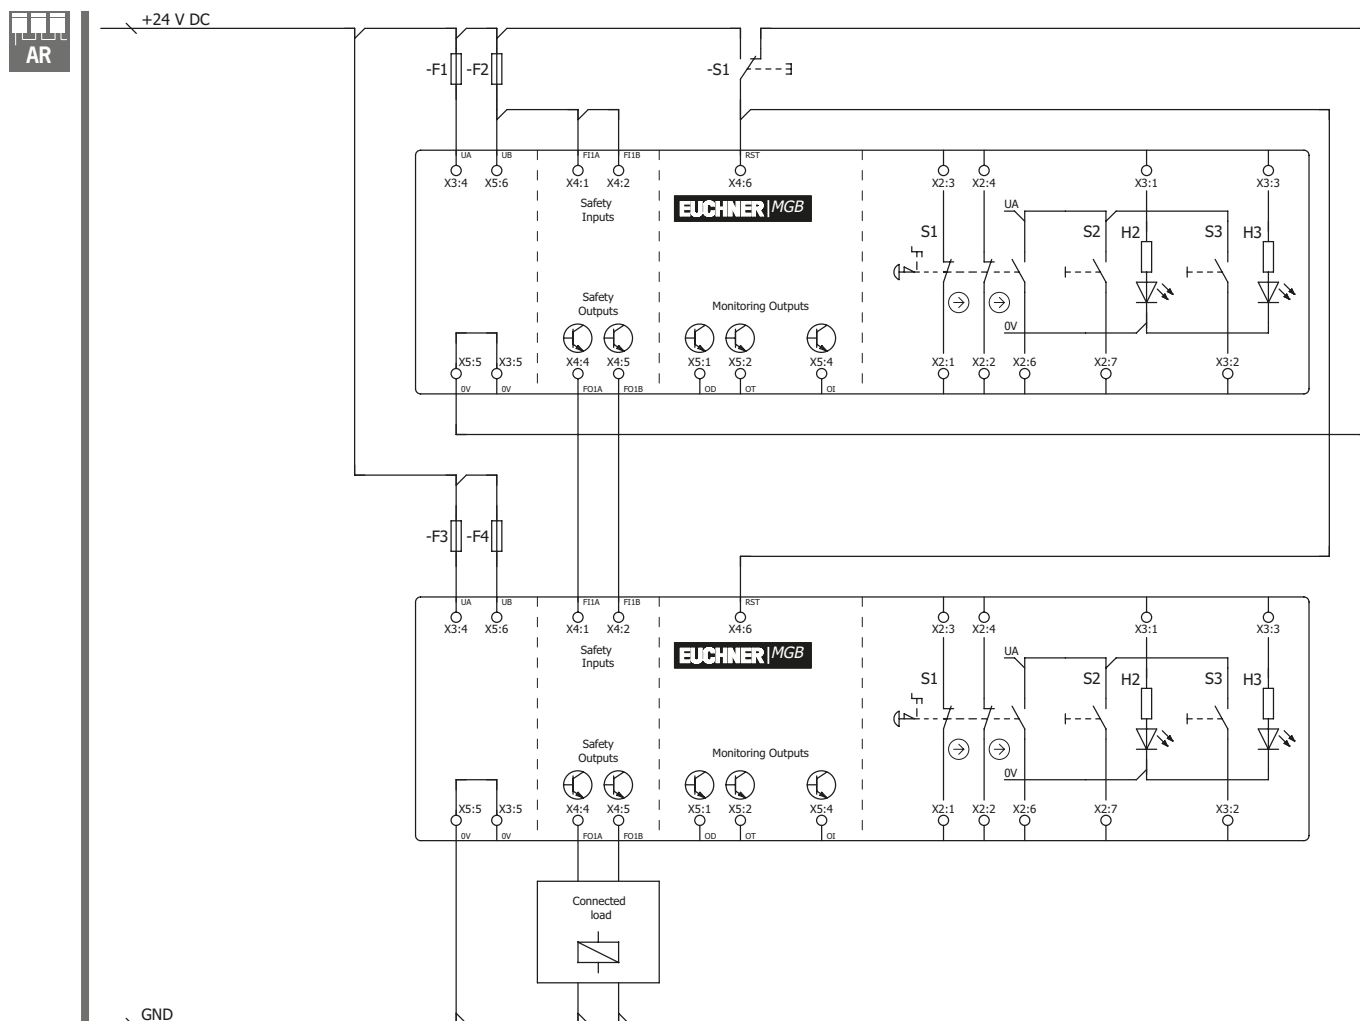 +24 V DC
AR
-F1 -F2 -S1
UA UB FI1A FI1B RST
X3:4 X5:6 X4:1 X4:2 X4:6 X2:3 X2:4 X3:1 X3:3
Safety
Inputs
EUCHNER MGB
UA
S1 S2 H2 S3 H3
Safety
Outputs
Monitoring Outputs
0V
X5:5 X3:5 X4:4 X4:5 X5:1 X5:2 X5:4 X2:1 X2:2 X2:6 X2:7 X3:2
0V 0V FO1A FO1B OD OT OI
-F3 -F4
UA UB FI1A FI1B RST
X3:4 X5:6 X4:1 X4:2 X4:6 X2:3 X2:4 X3:1 X3:3
Safety
Inputs
EUCHNER MGB
UA
S1 S2 H2 S3 H3
Safety
Outputs
Monitoring Outputs
0V
X5:5 X3:5 X4:4 X4:5 X5:1 X5:2 X5:4 X2:1 X2:2 X2:6 X2:7 X3:2
0V 0V FO1A FO1B OD OT OI
Connected
load
GND